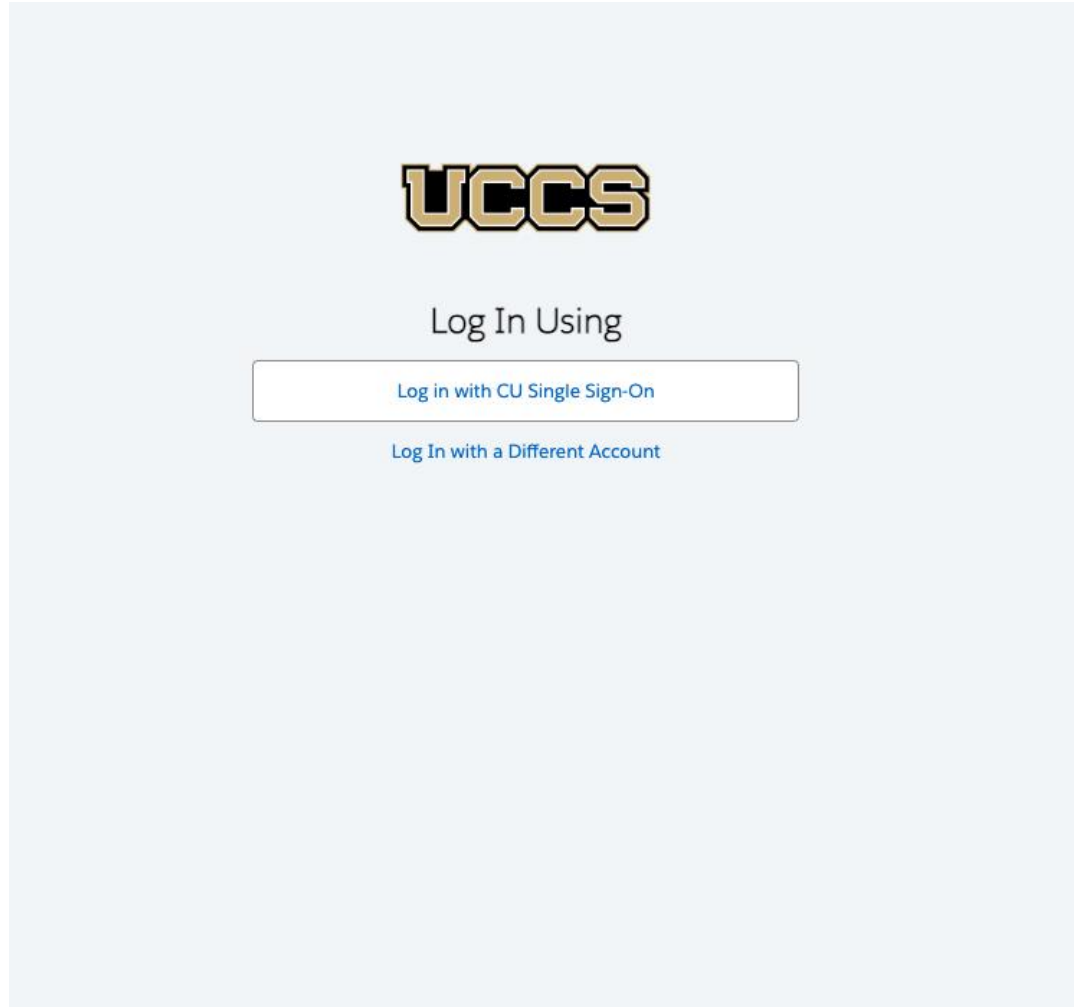 UCCS
Log In Using
Log in with CU Single Sign-On
Log In with a Different Account